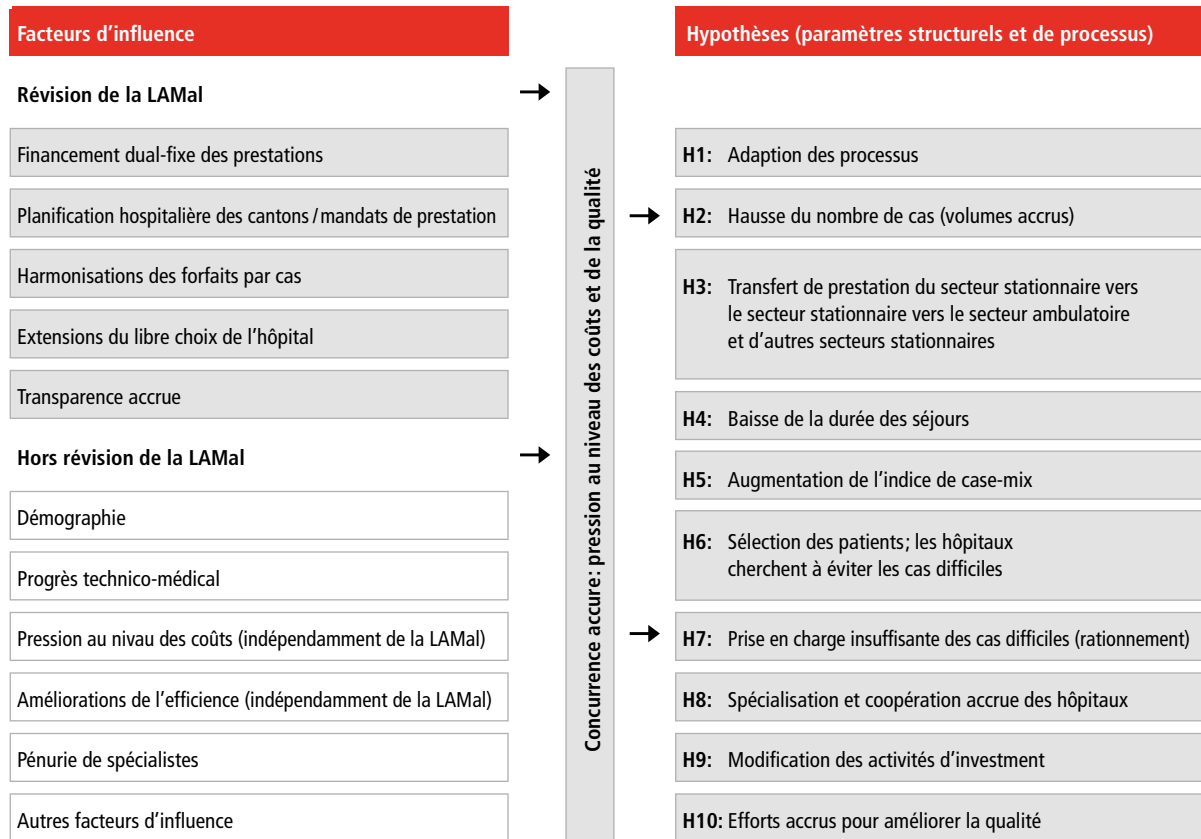 Facteurs d'influence
Révision de la LAMal
Financement dual-fixe des prestations
Planification hospitalière des cantons / mandats de prestation
Harmonisations des forfaits par cas
Extensions du libre choix de l'hôpital
Transparence accrue
Hors révision de la LAMal
Démographie
Progrès technico-médical
Pression au nivau des coûts (indépendamment de la LAMal)
Améliorations de l'efficience (indépendamment de la LAMal)
Pénurie de spécialistes
Autres facteurs d'influence
Concurrence accure: pression au niveau des coûts et de la qualité
Hypothèses (paramètres structurels et de processus)
H1: Adaption des processus
H2: Hausse du nombre de cas (volumes accrus)
H3: Transfert de prestation du secteur stationnaire vers
le secteur stationnaire vers le secteur ambulatoire
et d'autres secteurs stationnaires
H4: Baisse de la durée des séjours
H5: Augmentation de l'indice de case-mix
H6: Sélection des patients; les hôpitaux
cherchent à éviter les cas difficiles
H7: Prise en charge insuffisante des cas difficiles (rationnement)
H8: Spécialisation et coopération accrue des hôpitaux
H9: Modification des activités d'investment
H10: Efforts accrus pour améliorer la qualité